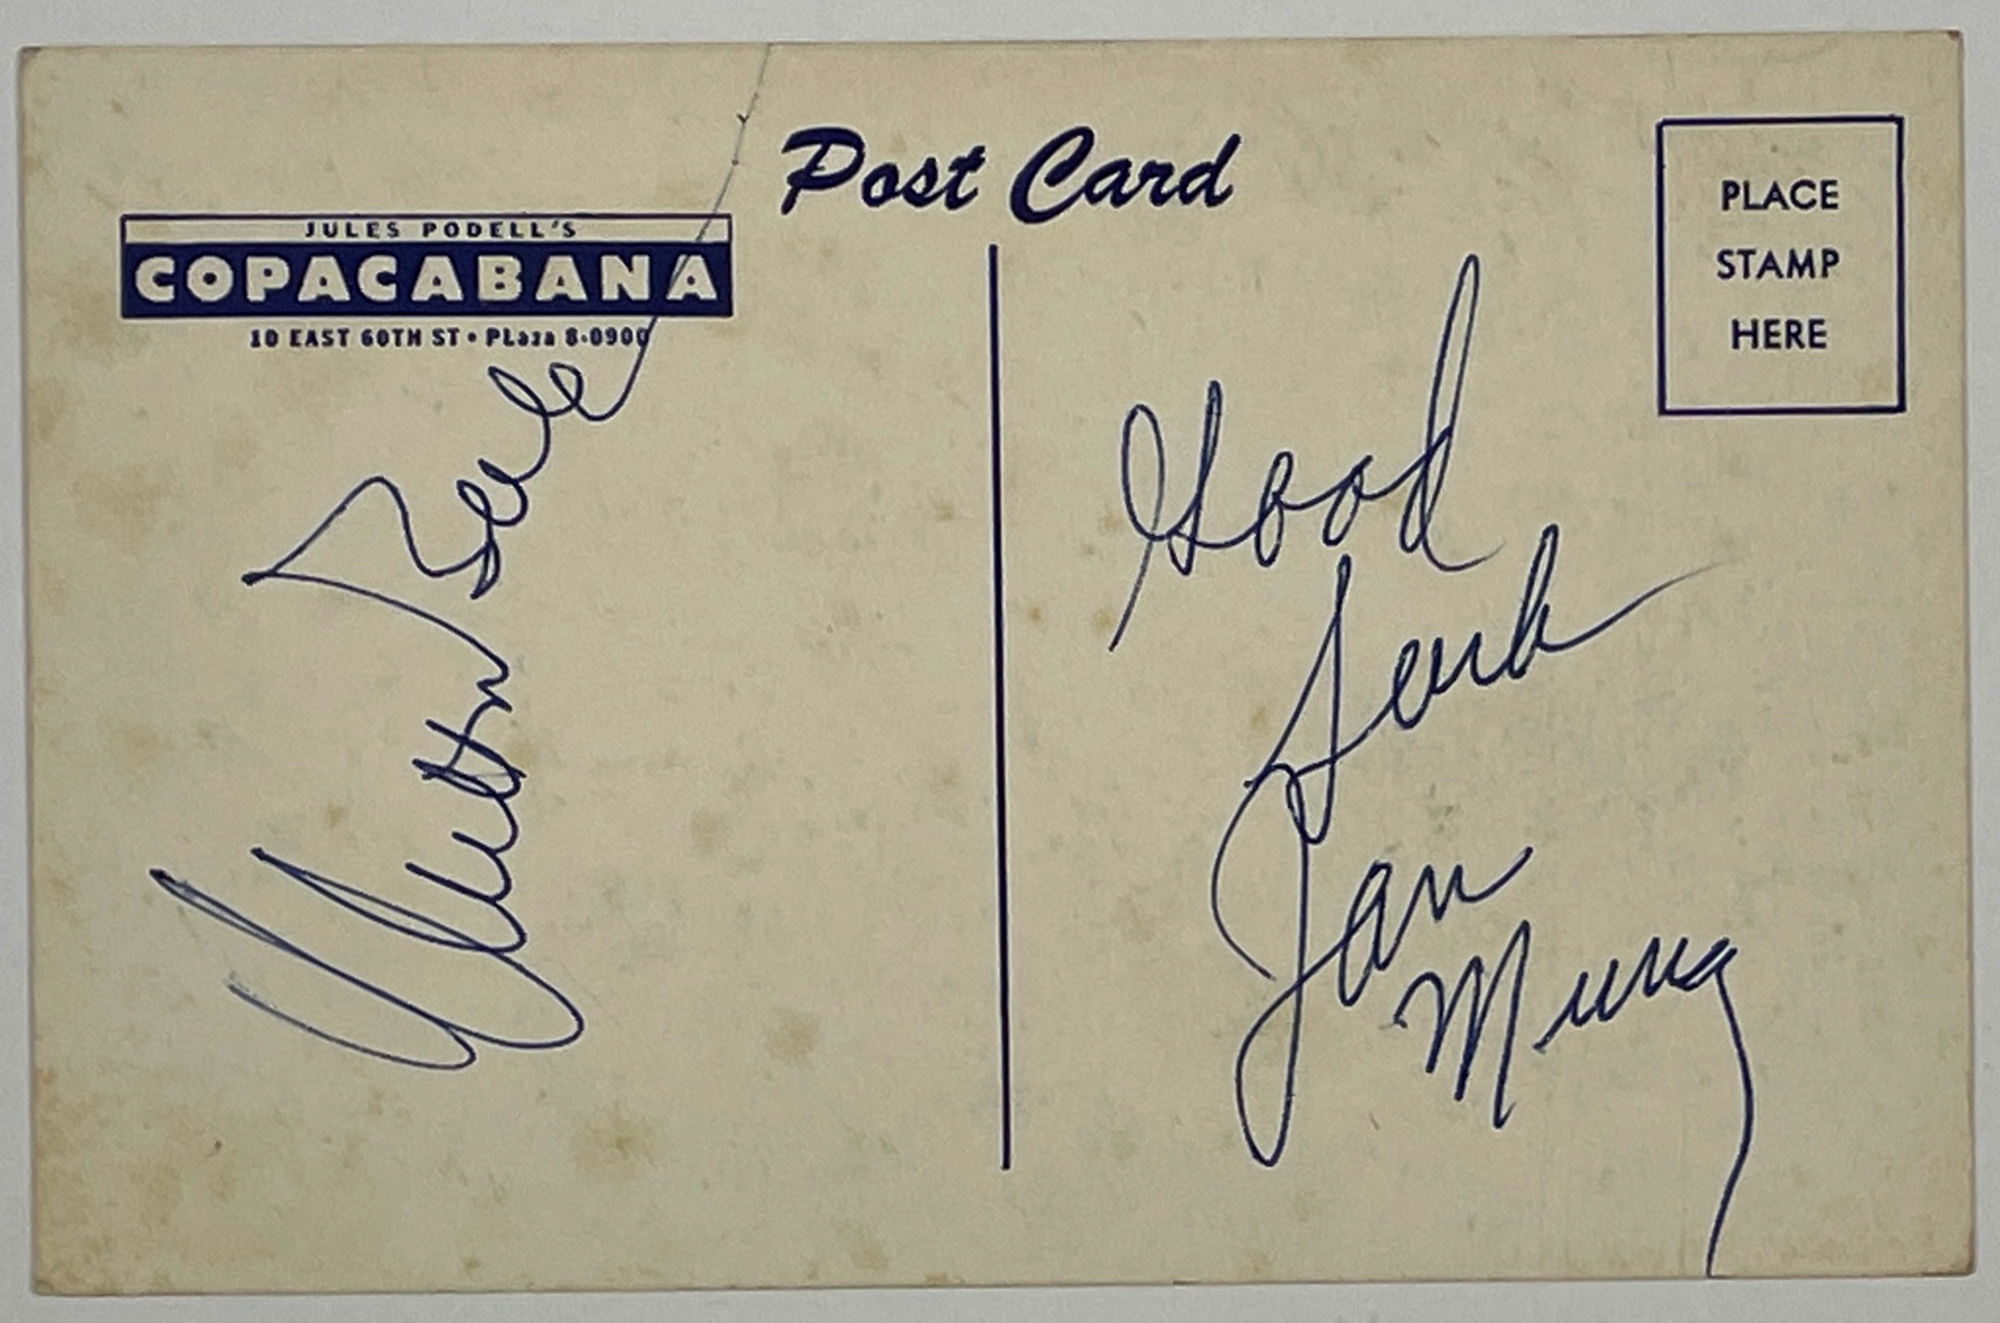 Post Card
JULES PODELL'S
COPACABANA
10 EAST 60TH ST • PLaza 8-0900
PLACE
STAMP
HERE
Good
Luck
Jan
Murray
Milton Berle